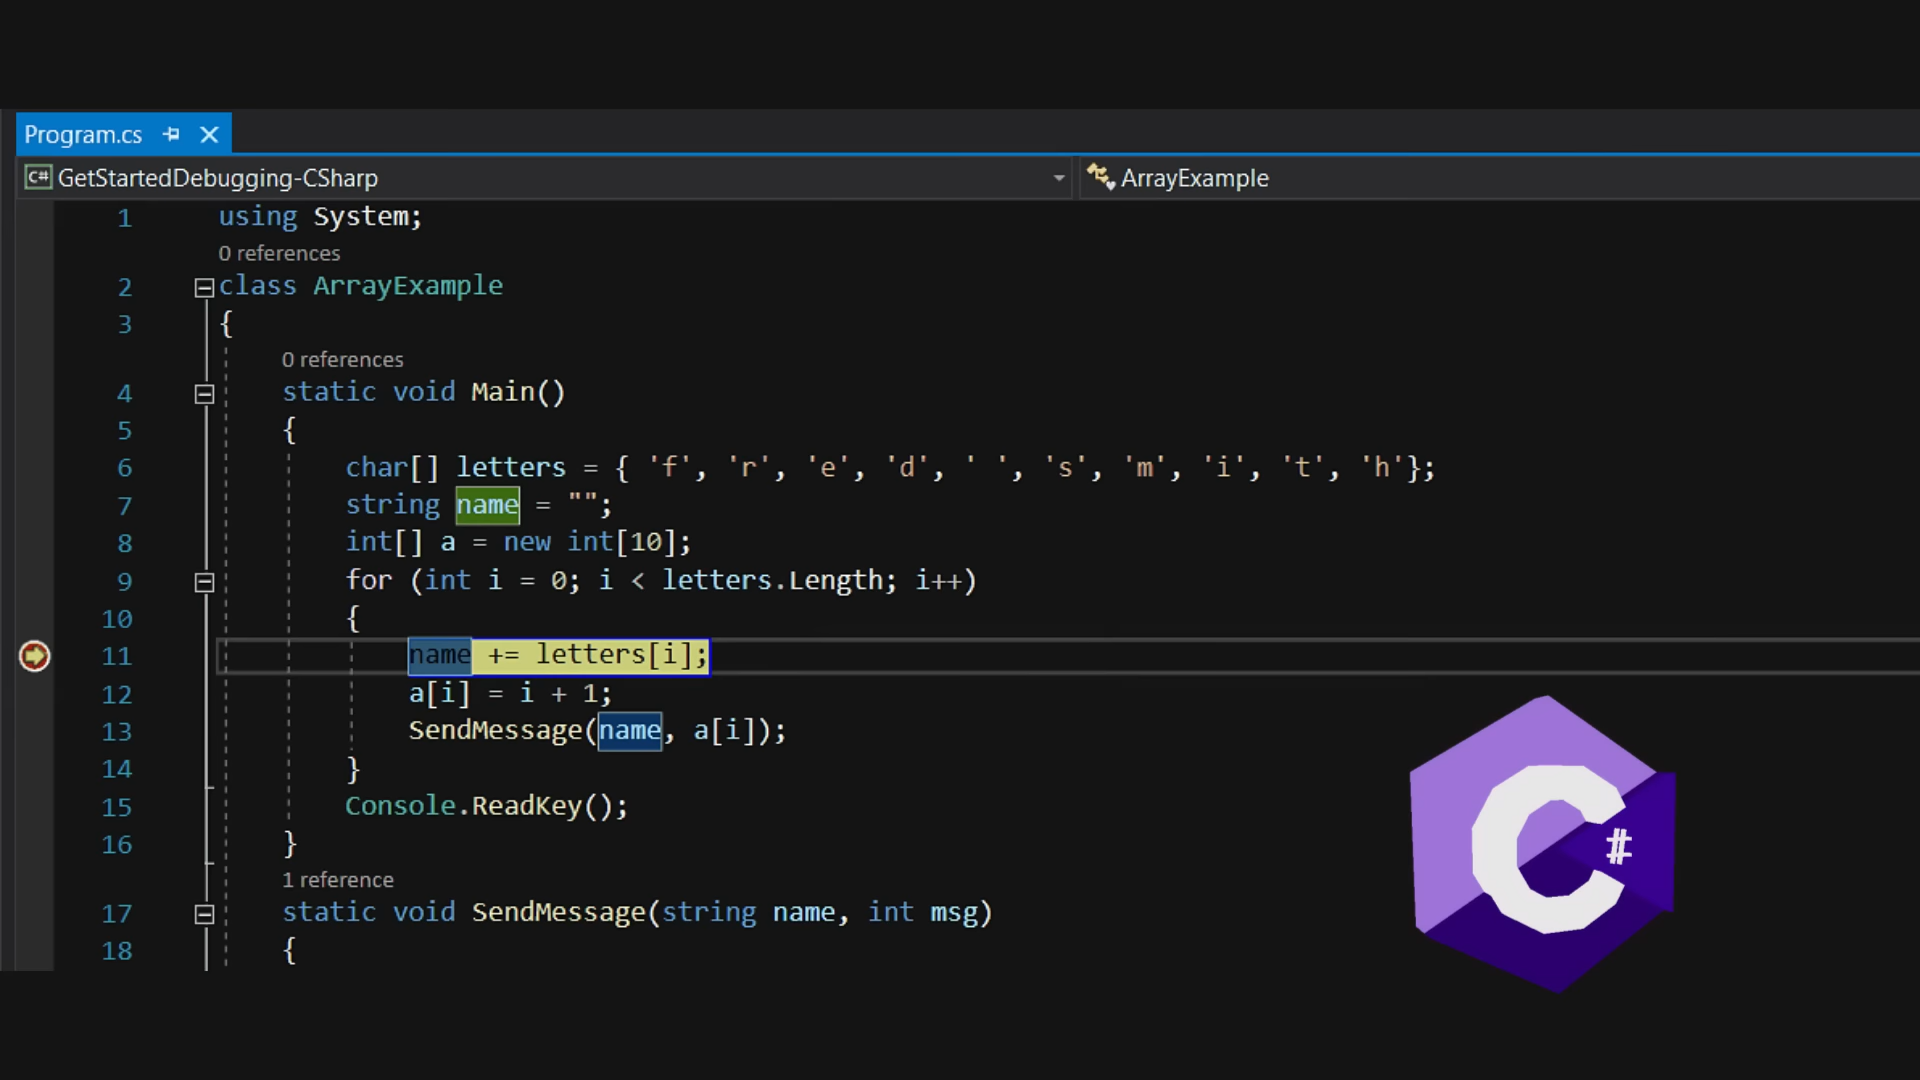 Program.cs
C# GetStartedDebugging-CSharp
ArrayExample
1 using System;
0 references
2 class ArrayExample
3 {
0 references
4 static void Main()
5 {
6 char[] letters = { 'f', 'r', 'e', 'd', ' ', 's', 'm', 'i', 't', 'h'};
7 string name = "";
8 int[] a = new int[10];
9 for (int i = 0; i < letters.Length; i++)
10 {
11 name += letters[i];
12 a[i] = i + 1;
13 SendMessage(name, a[i]);
14 }
15 Console.ReadKey();
16 }
1 reference
17 static void SendMessage(string name, int msg)
18 {
C#